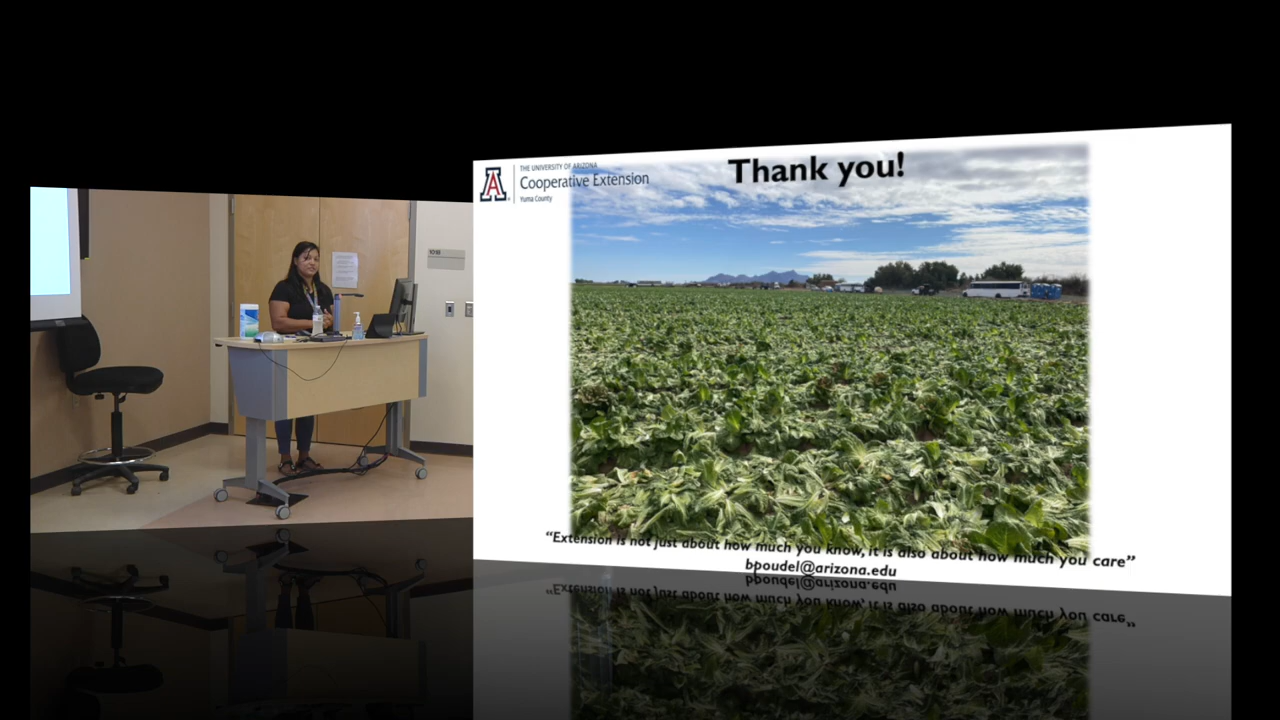 THE UNIVERSITY OF ARIZONA
Cooperative Extension
Yuma County
Thank you!
“Extension is not just about how much you know, it is also about how much you care”
bpoudel@arizona.edu